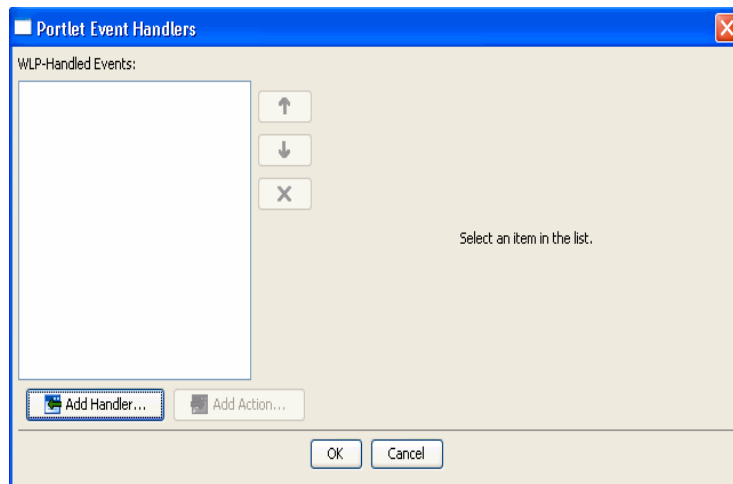 Portlet Event Handlers
WLP-Handled Events:
Select an item in the list.
Add Handler...
Add Action...
OK
Cancel